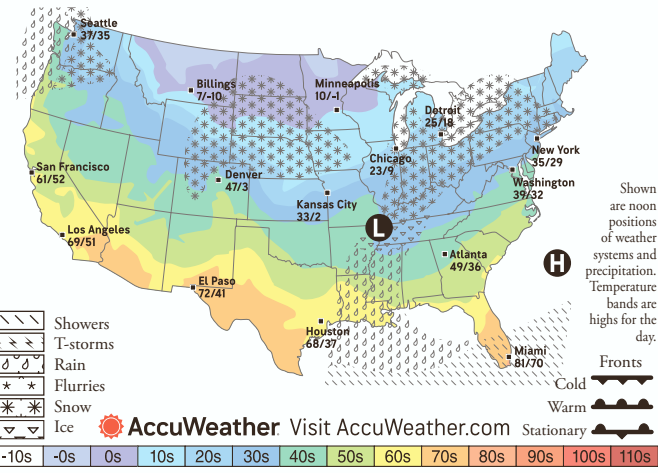 Seattle
37/35
Billings
7/-10
Minneapolis
10/-1
Detroit
25/18
New York
35/29
San Francisco
61/52
Denver
47/3
Chicago
23/9
Washington
39/32
Kansas City
33/2
Los Angeles
69/51
L
Atlanta
49/36
H
El Paso
72/41
Houston
68/37
Miami
81/70
Shown
are noon
positions
of weather
systems and
precipitation.
Temperature
bands are
highs for the
day.
Showers
T-storms
Rain
Flurries
Snow
Ice
Fronts
Cold
Warm
Stationary
AccuWeather Visit AccuWeather.com
-10s -0s 0s 10s 20s 30s 40s 50s 60s 70s 80s 90s 100s 110s